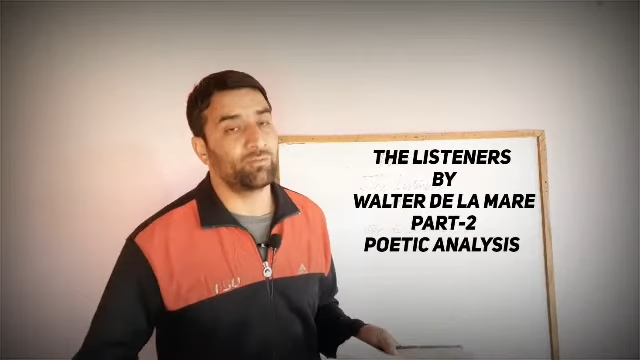 THE LISTENERS
BY
WALTER DE LA MARE
PART-2
POETIC ANALYSIS